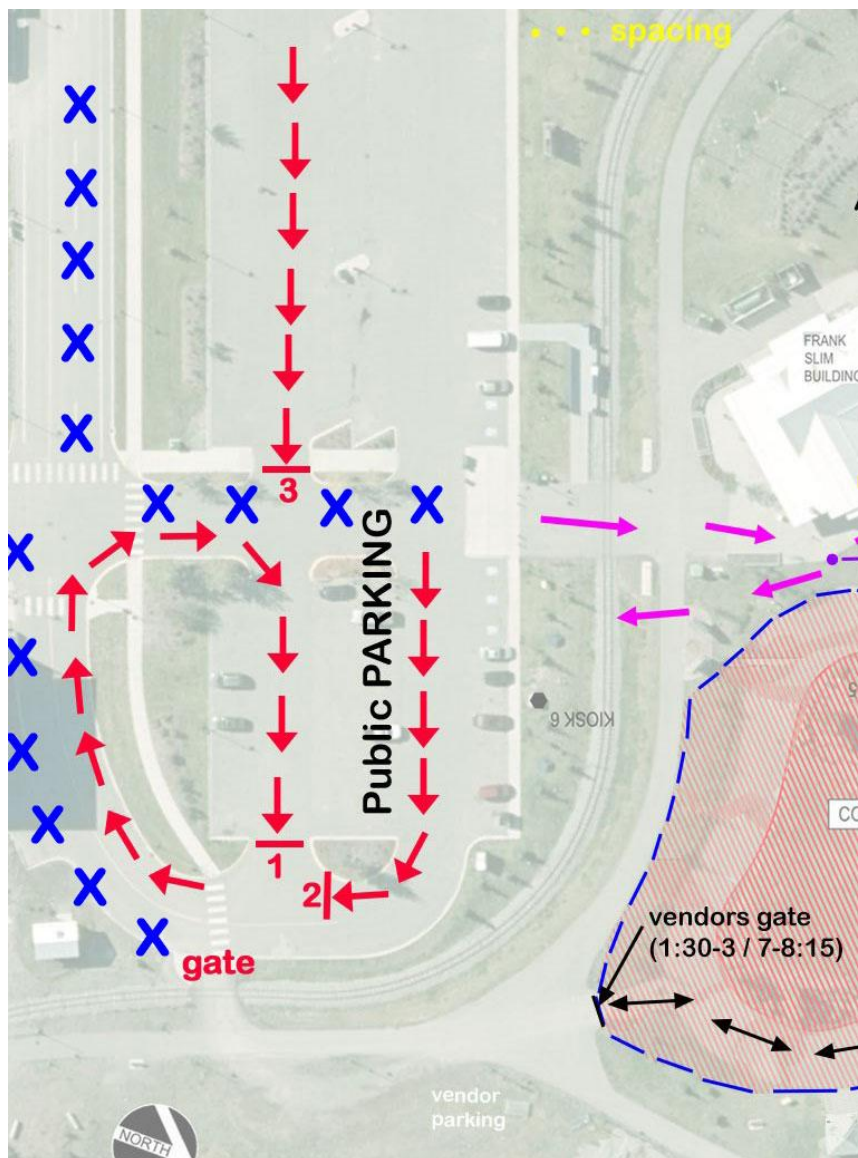 spacing
FRANK
SLIM
BUILDING
3
Public PARKING
KIOSK 6
1
2
CO
gate
vendors gate
(1:30-3 / 7-8:15)
vendor
parking
NORTH